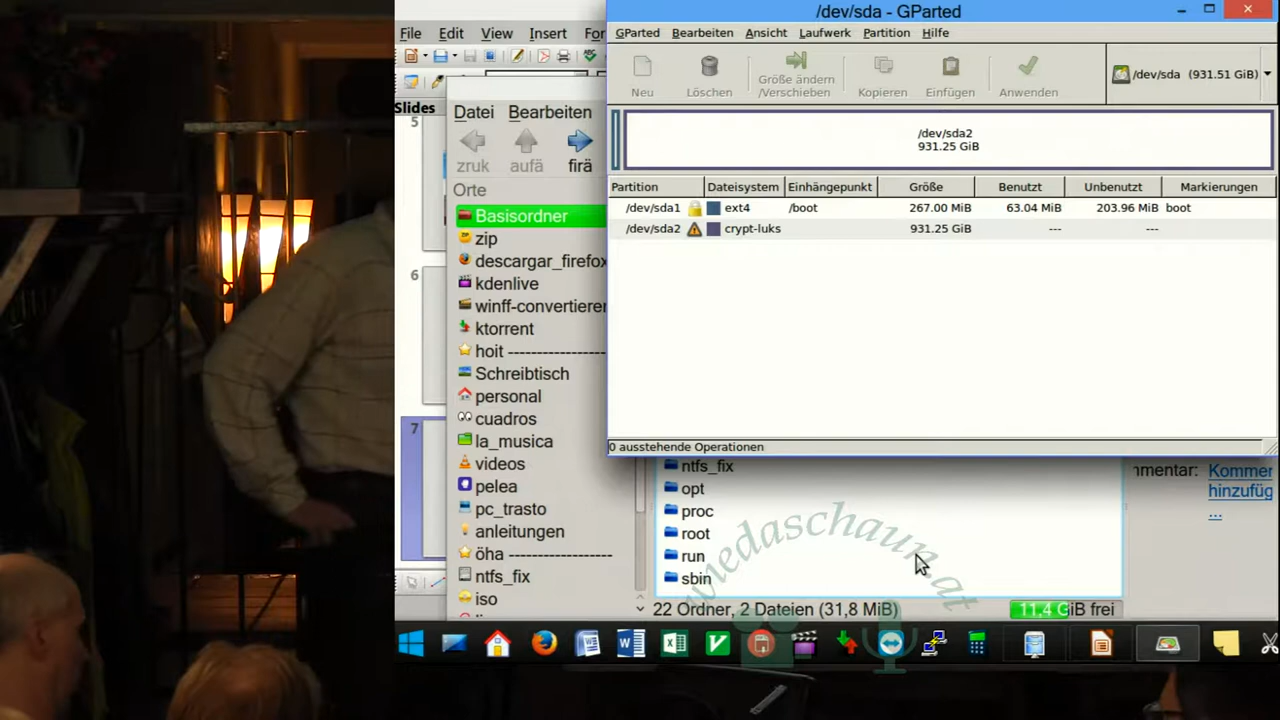 /dev/sda - GParted
File Edit View Insert For
GParted Bearbeiten Ansicht Laufwerk Partition Hilfe
Neu Löschen Größe ändern /Verschieben Kopieren Einfügen Anwenden
/dev/sda (931.51 GiB)
/dev/sda2
931.25 GiB
Partition Dateisystem Einhängepunkt Größe Benutzt Unbenutzt Markierungen
/dev/sda1 ext4 /boot 267.00 MiB 63.04 MiB 203.96 MiB boot
/dev/sda2 crypt-luks 931.25 GiB --- ---
0 ausstehende Operationen
Slides
5
6
7
Datei Bearbeiten
zruk aufä firä
Orte
Basisordner
zip
descargar_firefox
kdenlive
winff-convertieren
ktorrent
hoit ------------------
Schreibtisch
personal
cuadros
la_musica
videos
pelea
pc_trasto
anleitungen
öha ------------------
ntfs_fix
iso
ntfs_fix
opt
proc
root
run
sbin
22 Ordner, 2 Dateien (31,8 MiB)
11,4 GiB frei
mmentar: Kommen
hinzufüg
...
wiedaschaun.at